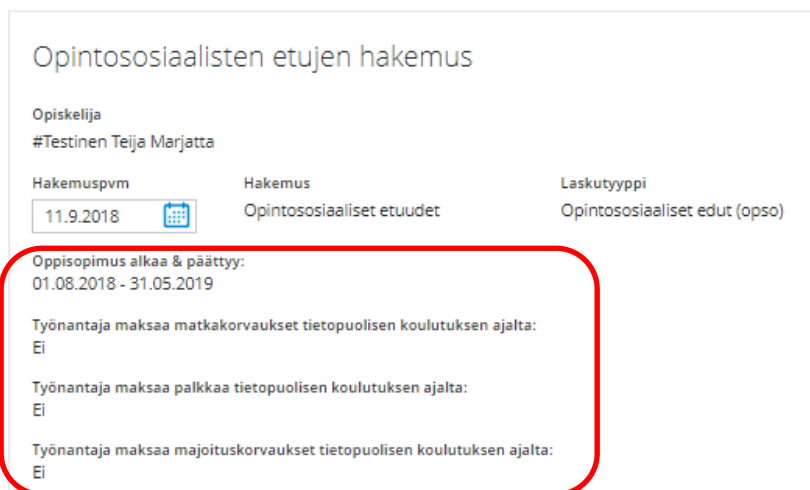 Opintososiaalisten etujen hakemus
Opiskelija
#Testinen Teija Marjatta
Hakemuspvm Hakemus Laskutyyppi
11.9.2018 Opintososiaaliset etuudet Opintososiaaliset edut (opso)
Oppisopimus alkaa & päättyy:
01.08.2018 - 31.05.2019
Työnantaja maksaa matkakorvaukset tietopuolisen koulutuksen ajalta:
Ei
Työnantaja maksaa palkkaa tietopuolisen koulutuksen ajalta:
Ei
Työnantaja maksaa majoituskorvaukset tietopuolisen koulutuksen ajalta:
Ei